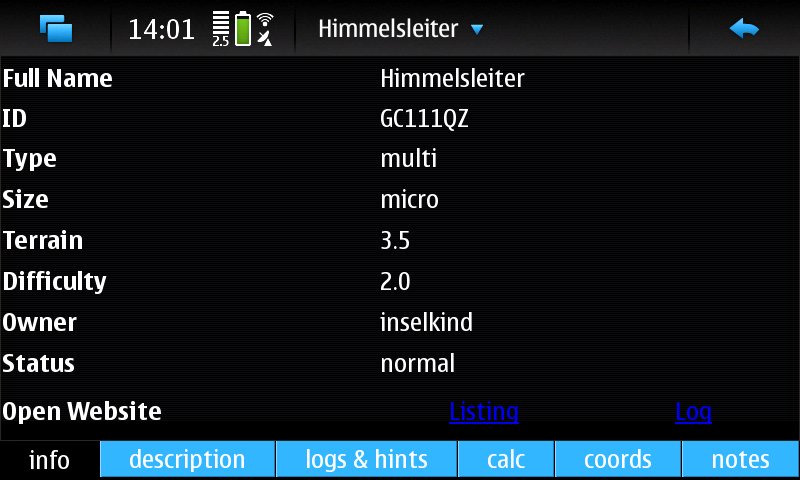 14:01 2.5 Himmelsleiter
Full Name Himmelsleiter
ID GC111QZ
Type multi
Size micro
Terrain 3.5
Difficulty 2.0
Owner inselkind
Status normal
Open Website Listing Log
info description logs & hints calc coords notes